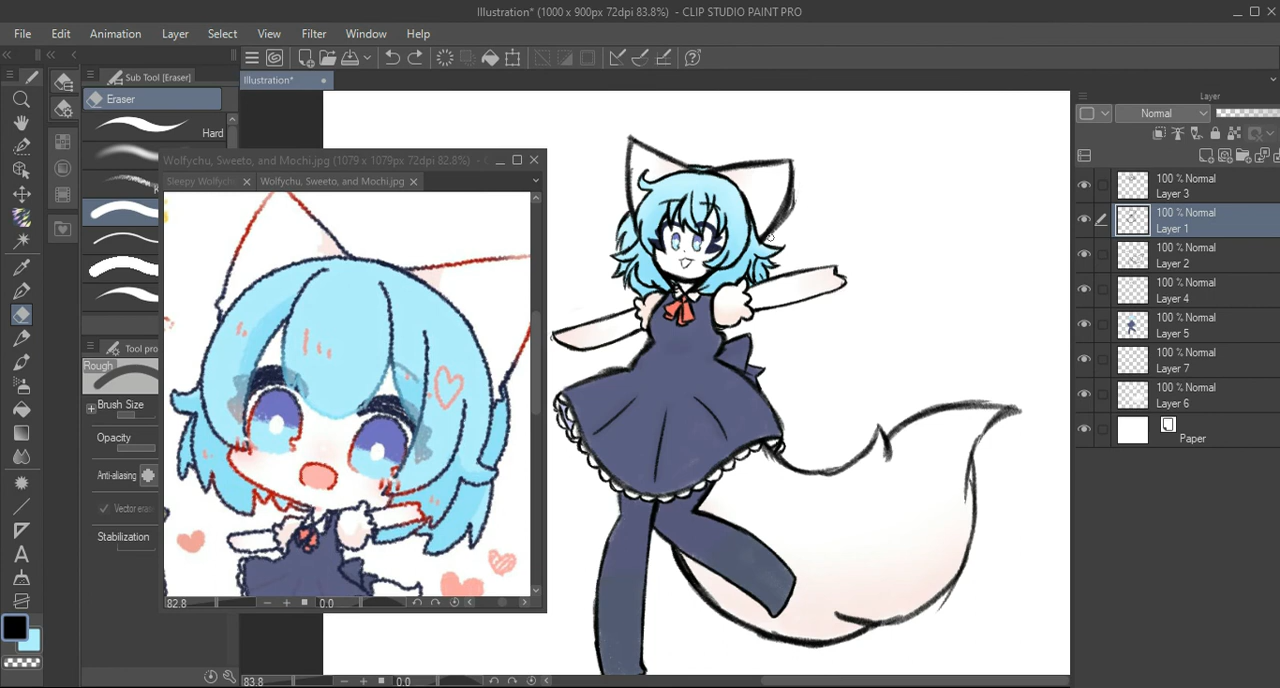 Illustration* (1000 x 900px 72dpi 83.8%) - CLIP STUDIO PAINT PRO
File Edit Animation Layer Select View Filter Window Help
Sub Tool [Eraser]
Illustration*
Layer
Eraser
Normal
Hard
Wolfychu, Sweeto, and Mochi.jpg (1079 x 1079px 72dpi 82.8%) -
Sleepy Wolfych
Wolfychu, Sweeto, and Mochi.jpg
100 % Normal
Layer 3
100 % Normal
Layer 1
100 % Normal
Layer 2
100 % Normal
Layer 4
100 % Normal
Layer 5
100 % Normal
Layer 7
100 % Normal
Layer 6
Paper
Tool pro
Rough
Brush Size
Opacity
Anti-aliasing
Vector eras
Stabilization
82.8
0.0
83.8
0.0